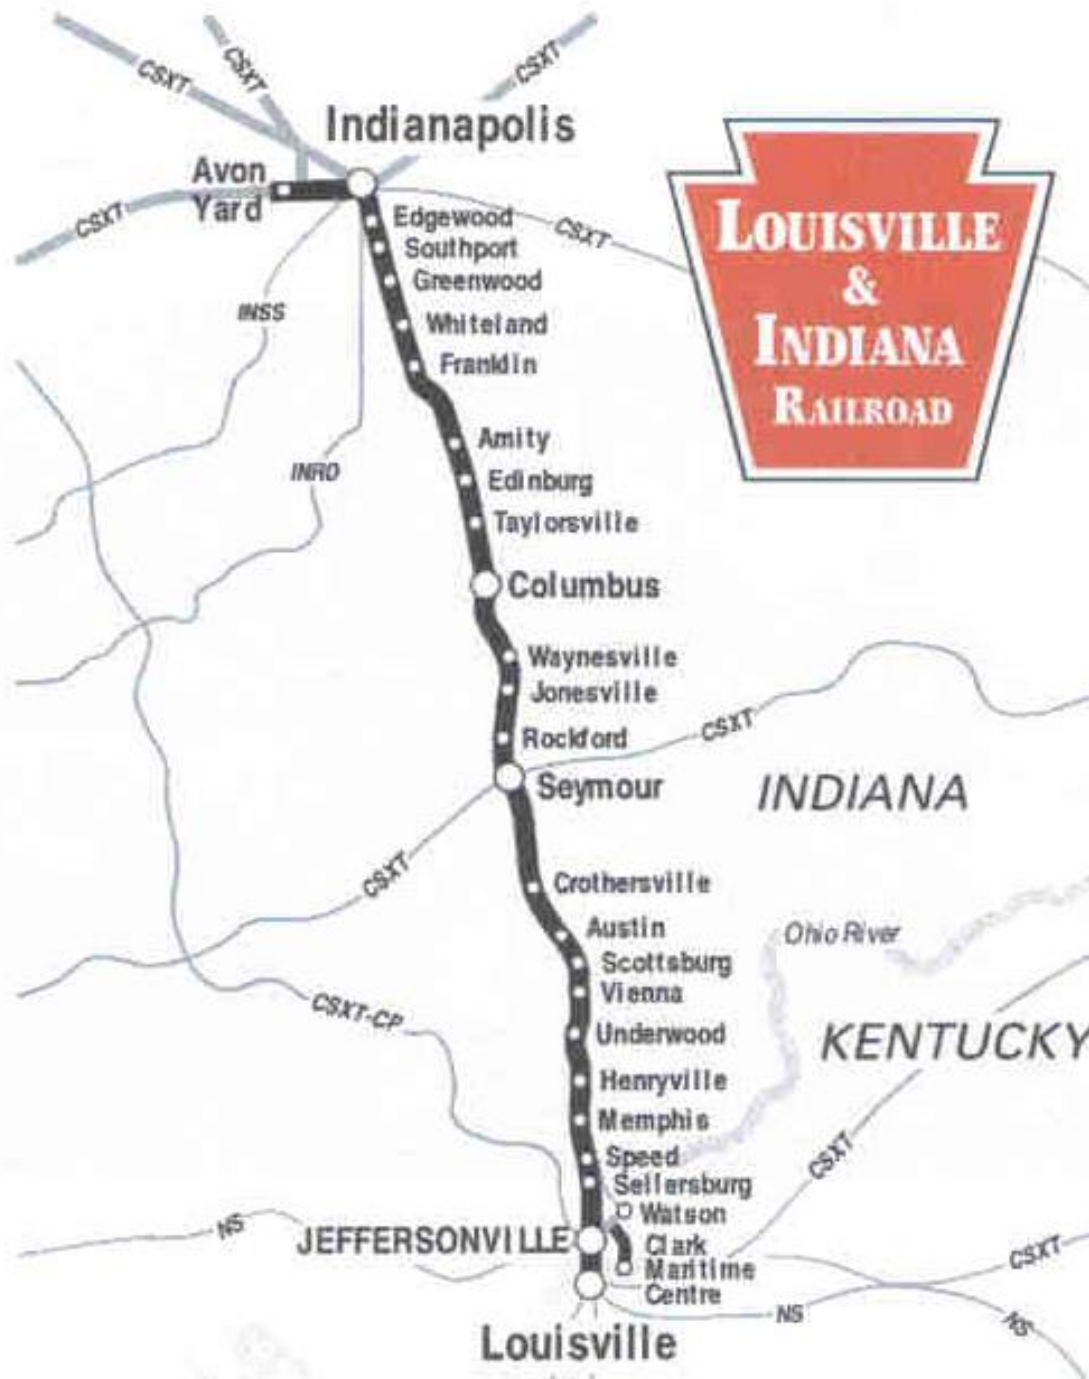 CSXT
CSXT
CSXT
Indianapolis
Avon
Yard
CSXT
Edgewood
CSXT
Southport
Greenwood
INSS
Whiteland
Franklin
LOUISVILLE
&
INDIANA
RAILROAD
Amity
INRD
Edinburg
Taylorsville
Columbus
Waynesville
Jonesville
CSXT
Rockford
Seymour
INDIANA
CSXT
Crothersville
Austin
Ohio River
Scottsburg
Vienna
CSXT-CP
Underwood
KENTUCKY
Henryville
Memphis
CSXT
Speed
Sellersburg
Watson
NS
JEFFERSONVILLE
Clark
Maritime
Centre
CSXT
NS
NS
Louisville